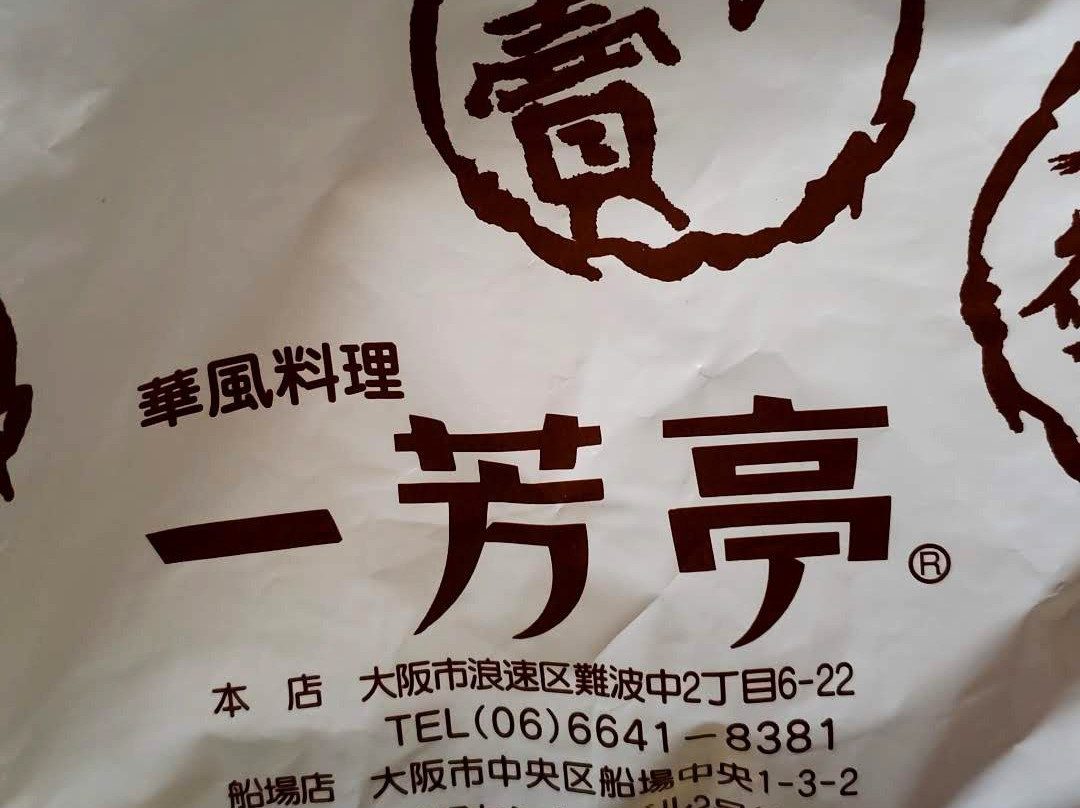 華風料理
一芳亭®
本店 大阪市浪速区難波中2丁目6-22
TEL(06)6641-8381
船場店 大阪市中央区船場中央1-3-2